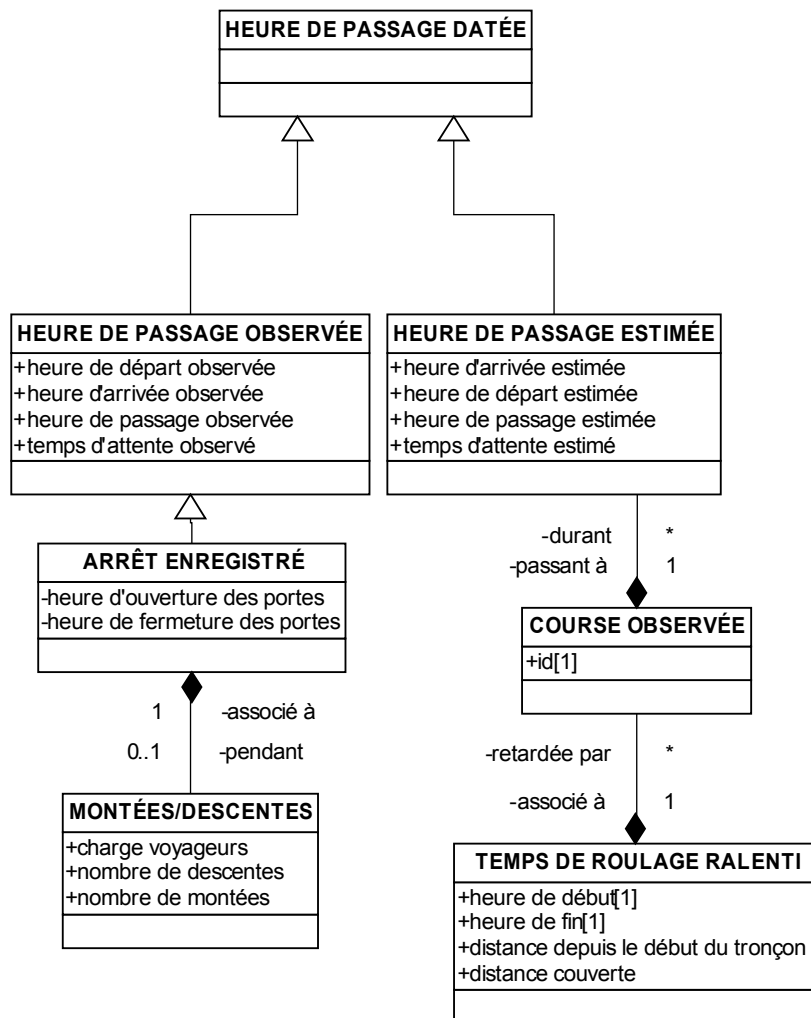 HEURE DE PASSAGE DATÉE
HEURE DE PASSAGE OBSERVÉE
+heure de départ observée
+heure d'arrivée observée
+heure de passage observée
+temps d'attente observé
HEURE DE PASSAGE ESTIMÉE
+heure d'arrivée estimée
+heure de départ estimée
+heure de passage estimée
+temps d'attente estimé
-durant *
-passant à 1
ARRÊT ENREGISTRÉ
-heure d'ouverture des portes
-heure de fermeture des portes
COURSE OBSERVÉE
+id[1]
1 -associé à
0..1 -pendant
-retardée par *
-associé à 1
MONTÉES/DESCENTES
+charge voyageurs
+nombre de descentes
+nombre de montées
TEMPS DE ROULAGE RALENTI
+heure de début[1]
+heure de fin[1]
+distance depuis le début du tronçon
+distance couverte